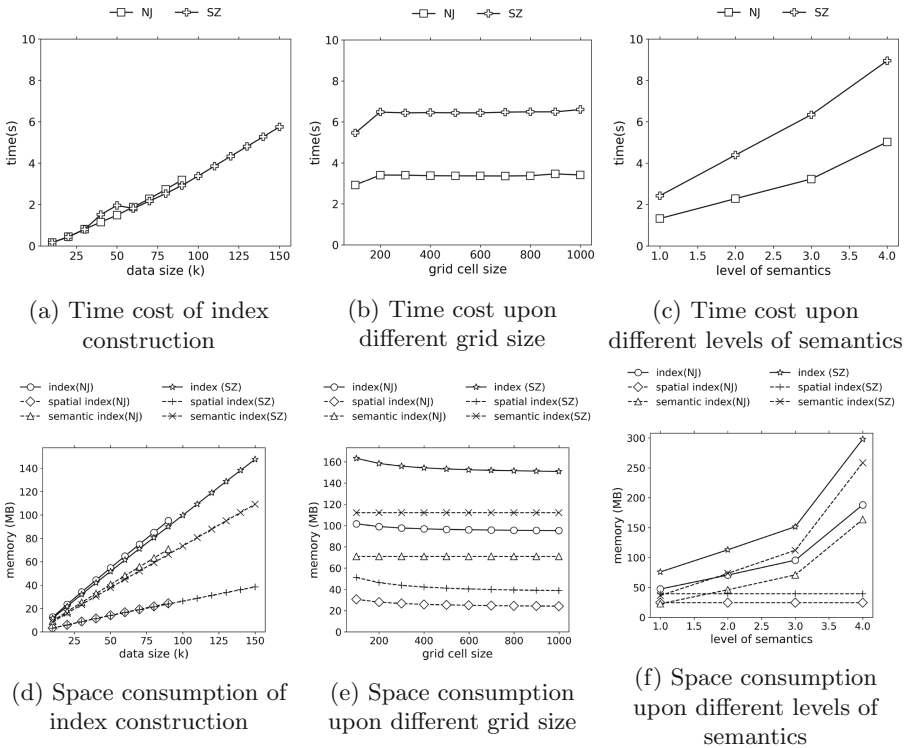 NJ SZ
NJ SZ
NJ SZ
10
8
6
4
2
0
time(s)
25 50 75 100 125 150
data size (k)
10
8
6
4
2
0
time(s)
200 400 600 800 1000
grid cell size
10
8
6
4
2
0
time(s)
1.0 1.5 2.0 2.5 3.0 3.5 4.0
level of semantics
(a) Time cost of index
construction
(b) Time cost upon
different grid size
(c) Time cost upon
different levels of semantics
index(NJ) index (SZ)
spatial index(NJ) spatial index(SZ)
semantic index(NJ) semantic index(SZ)
140
120
100
80
60
40
20
0
memory (MB)
25 50 75 100 125 150
data size (k)
index(NJ) index (SZ)
spatial index(NJ) spatial index(SZ)
semantic index(NJ) semantic index(SZ)
160
140
120
100
80
60
40
20
0
memory (MB)
200 400 600 800 1000
grid cell size
index(NJ) index (SZ)
spatial index(NJ) spatial index(SZ)
semantic index(NJ) semantic index(SZ)
300
250
200
150
100
50
0
memory (MB)
1.0 1.5 2.0 2.5 3.0 3.5 4.0
level of semantics
(d) Space consumption of
index construction
(e) Space consumption
upon different grid size
(f) Space consumption
upon different levels of
semantics